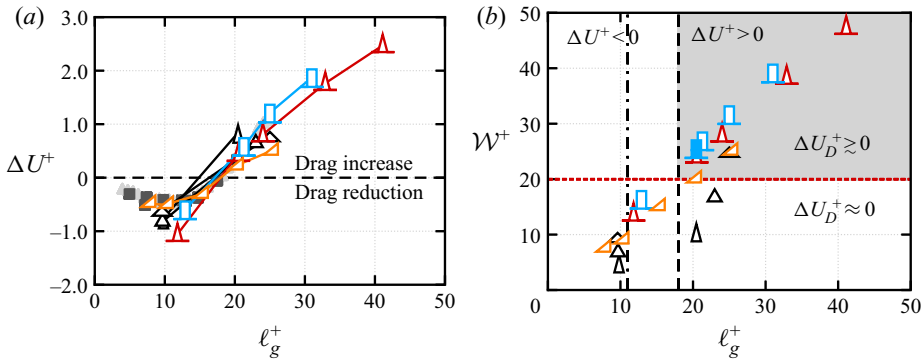 (a)
3.0
2.0
1.0
0
−1.0
−2.0
ΔU⁺
Drag increase
Drag reduction
0 10 20 30 40 50
ℓg⁺
(b)
50
40
30
20
10
0 10 20 30 40 50
𝒲⁺
ΔU⁺<0
ΔU⁺>0
ΔU_D⁺≳0
ΔU_D⁺≈0
ℓg⁺